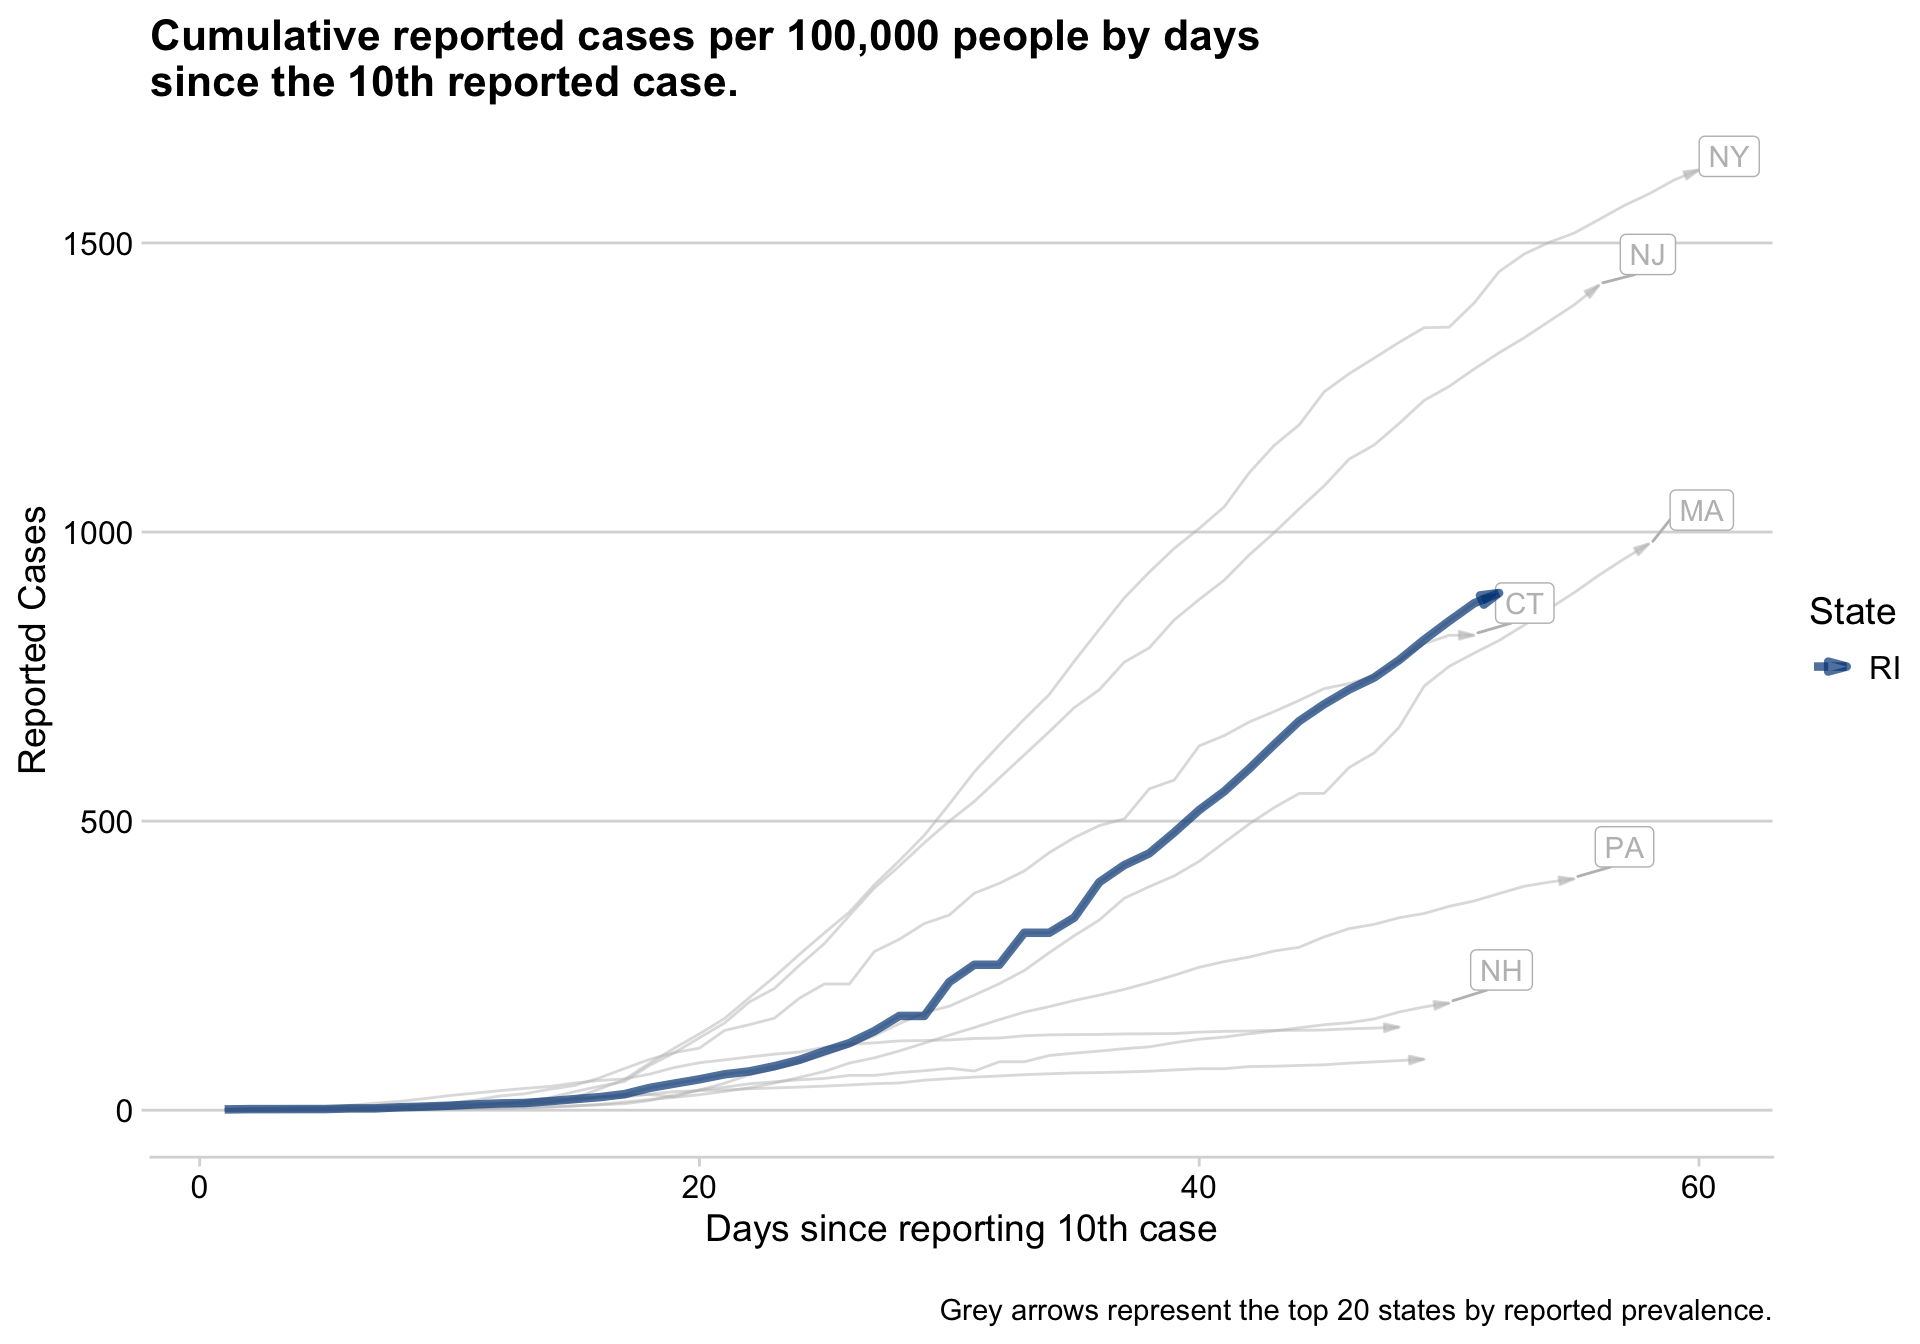 Cumulative reported cases per 100,000 people by days
since the 10th reported case.
NY
1500
NJ
MA
1000
CT
State
RI
500
PA
NH
0
Reported Cases
0 20 40 60
Days since reporting 10th case
Grey arrows represent the top 20 states by reported prevalence.